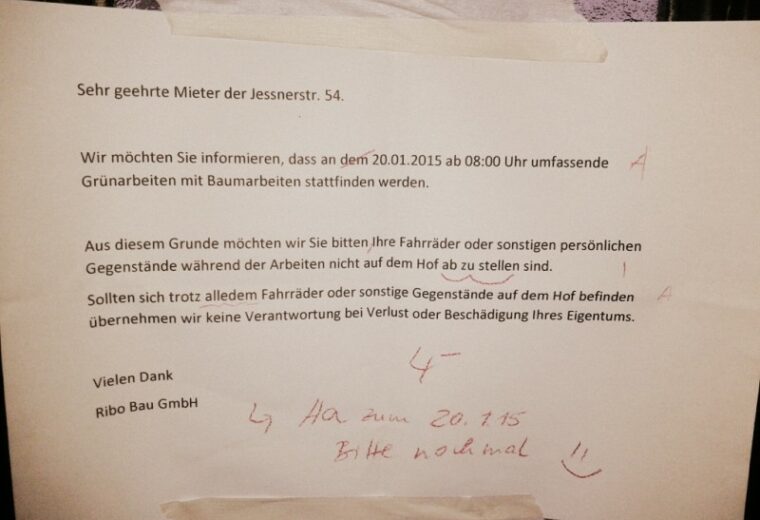 Sehr geehrte Mieter der Jessnerstr. 54.
Wir möchten Sie informieren, dass an dem 20.01.2015 ab 08:00 Uhr umfassende A
Grünarbeiten mit Baumarbeiten stattfinden werden.
Aus diesem Grunde möchten wir Sie bitten Ihre Fahrräder oder sonstigen persönlichen
Gegenstände während der Arbeiten nicht auf dem Hof ab zu stellen sind. !
Sollten sich trotz alledem Fahrräder oder sonstige Gegenstände auf dem Hof befinden A
übernehmen wir keine Verantwortung bei Verlust oder Beschädigung Ihres Eigentums.
4-
Vielen Dank
Ribo Bau GmbH
↳ HA zum 20.1.15
Bitte nochmal